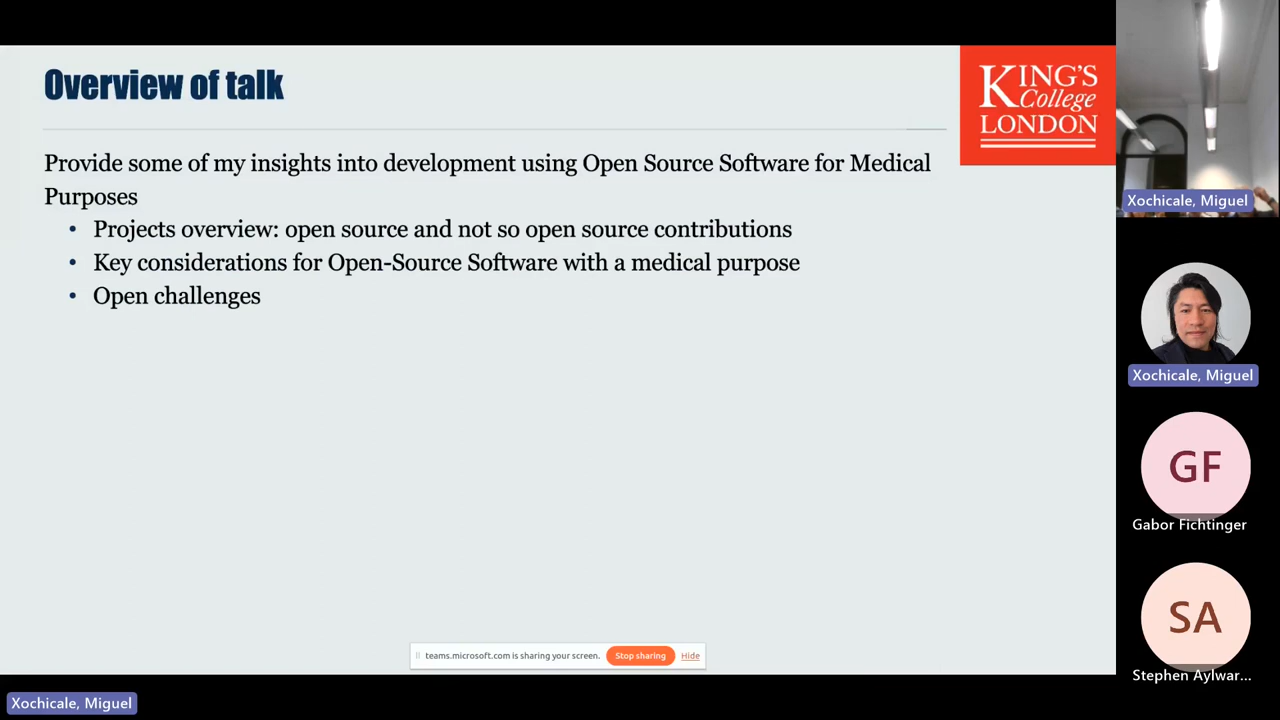 Overview of talk
KING'S
College
LONDON
Provide some of my insights into development using Open Source Software for Medical
Purposes
• Projects overview: open source and not so open source contributions
• Key considerations for Open-Source Software with a medical purpose
• Open challenges
teams.microsoft.com is sharing your screen. Stop sharing Hide
Xochicale, Miguel
Xochicale, Miguel
Xochicale, Miguel
GF
Gabor Fichtinger
SA
Stephen Aylwar...